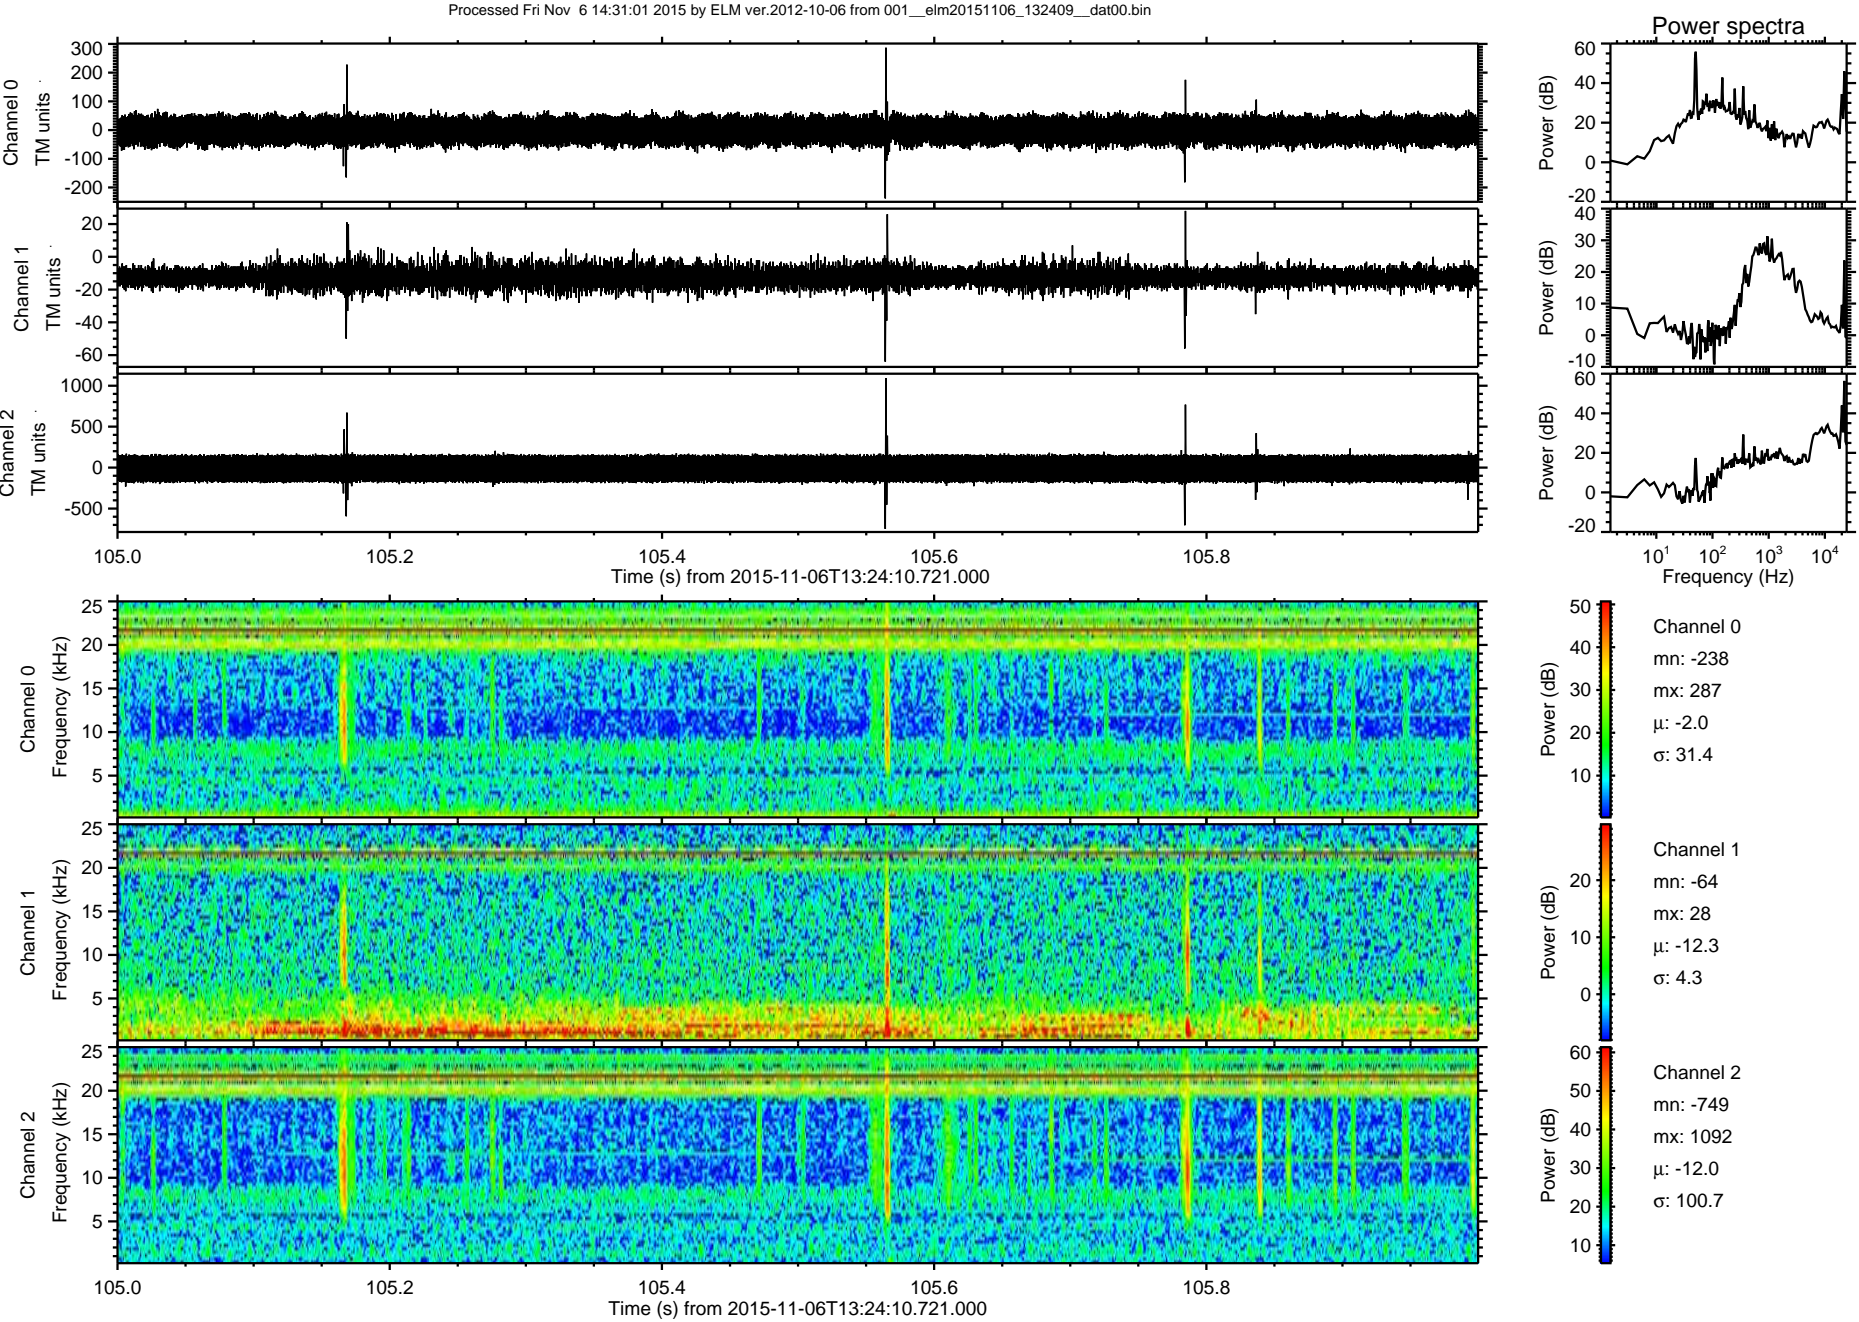 Processed Fri Nov  6 14:31:01 2015 by ELM ver.2012-10-06 from 001__elm20151106_132409__dat00.bin
Power spectra
Channel 0
TM units
300
200
100
0
-100
-200
Power (dB)
60
40
20
0
-20
Channel 1
TM units
20
0
-20
-40
-60
Power (dB)
40
30
20
10
0
-10
Channel 2
TM units
1000
500
0
-500
Power (dB)
60
40
20
0
-20
105.0 105.2 105.4 105.6 105.8
Time (s) from 2015-11-06T13:24:10.721.000
10^1 10^2 10^3 10^4
Frequency (Hz)
Channel 0
Frequency (kHz)
25
20
15
10
5
Power (dB)
50
40
30
20
10
Channel 0
mn: -238
mx: 287
μ: -2.0
σ: 31.4
Channel 1
Frequency (kHz)
25
20
15
10
5
Power (dB)
20
10
0
Channel 1
mn: -64
mx: 28
μ: -12.3
σ: 4.3
Channel 2
Frequency (kHz)
25
20
15
10
5
Power (dB)
60
50
40
30
20
10
Channel 2
mn: -749
mx: 1092
μ: -12.0
σ: 100.7
105.0 105.2 105.4 105.6 105.8
Time (s) from 2015-11-06T13:24:10.721.000